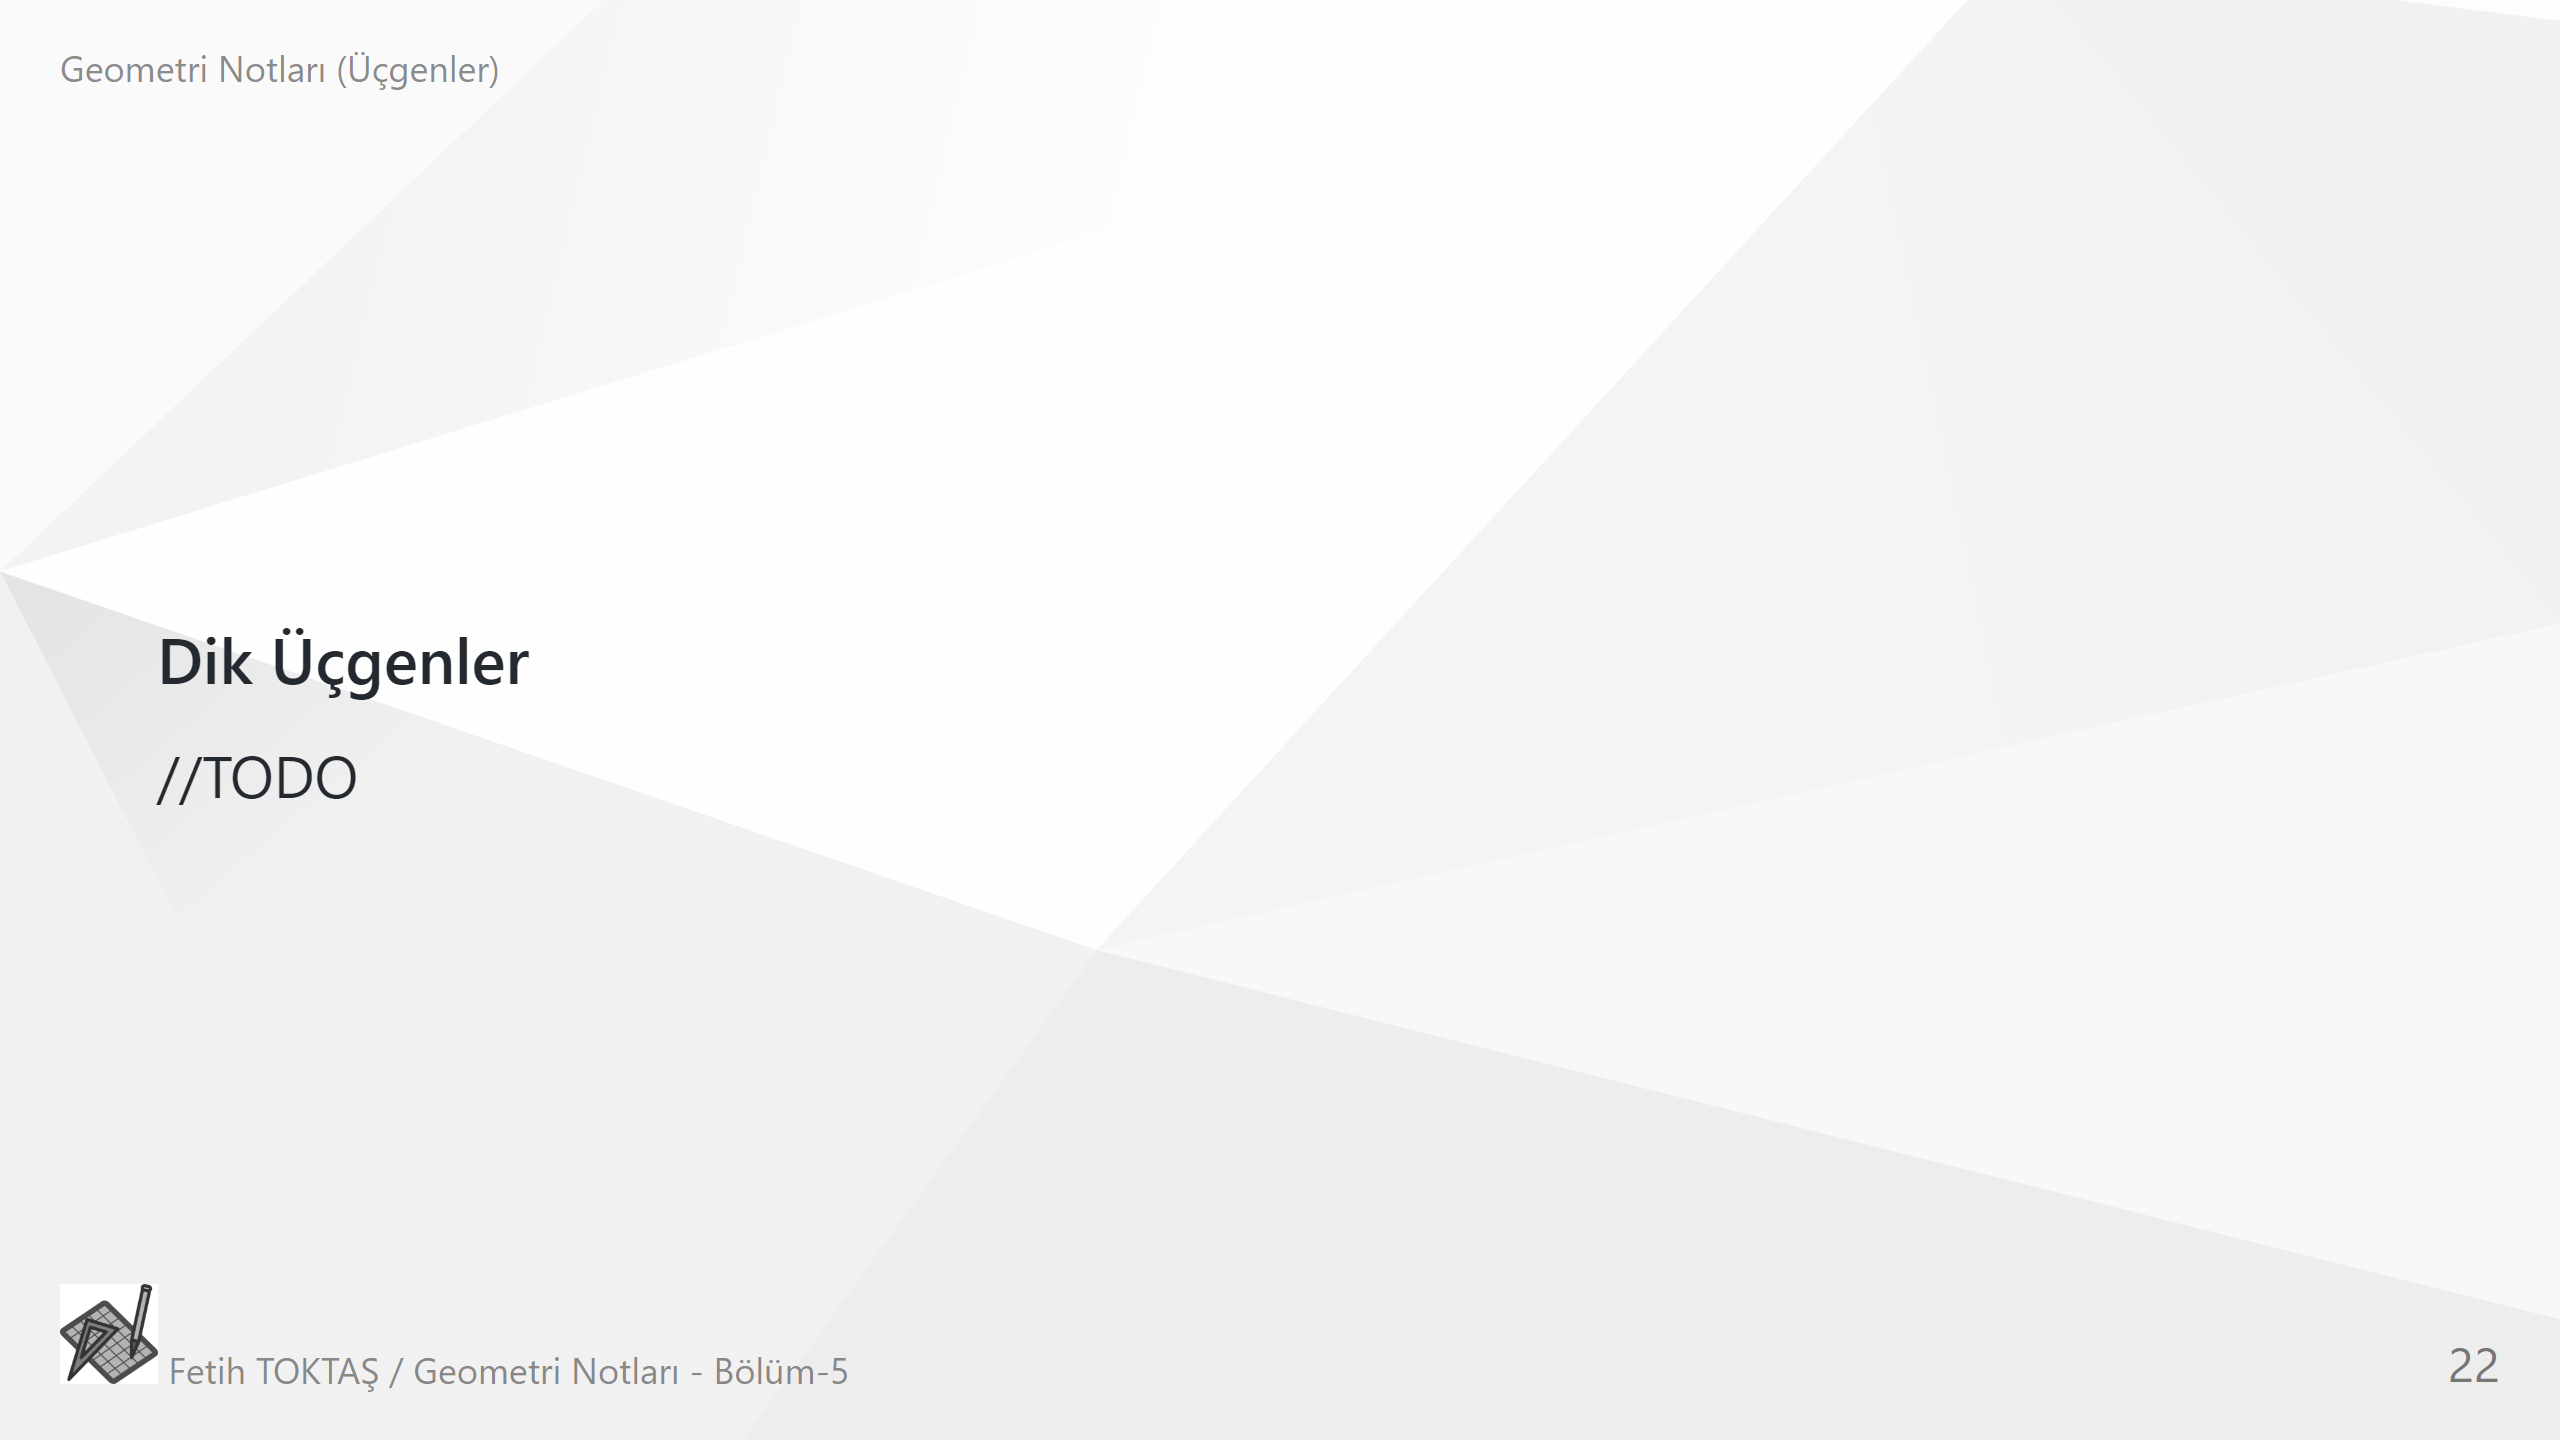 Geometri Notları (Üçgenler)
Dik Üçgenler
//TODO
Fetih TOKTAŞ / Geometri Notları - Bölüm-5
22